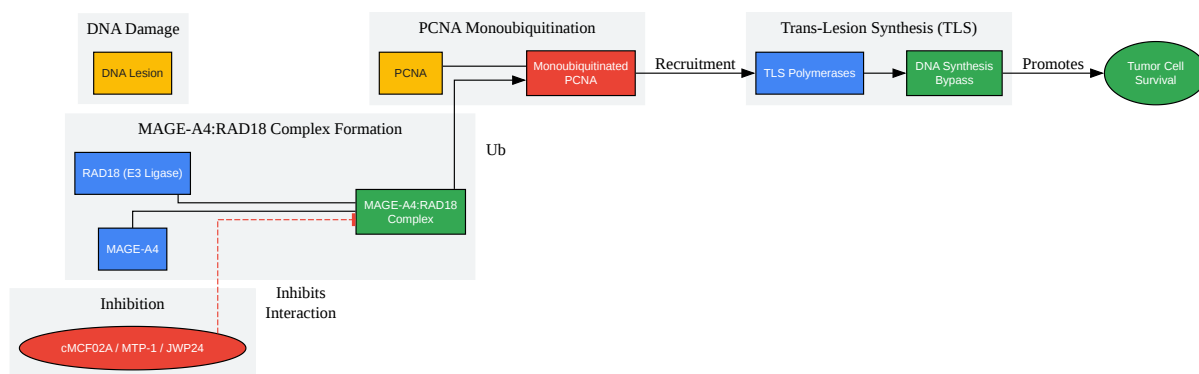 DNA Damage
DNA Lesion
PCNA Monoubiquitination
PCNA
Monoubiquitinated
PCNA
Recruitment
Trans-Lesion Synthesis (TLS)
TLS Polymerases
DNA Synthesis
Bypass
Promotes
Tumor Cell
Survival
MAGE-A4:RAD18 Complex Formation
RAD18 (E3 Ligase)
MAGE-A4
MAGE-A4:RAD18
Complex
Ub
Inhibits
Interaction
Inhibition
cMCF02A / MTP-1 / JWP24